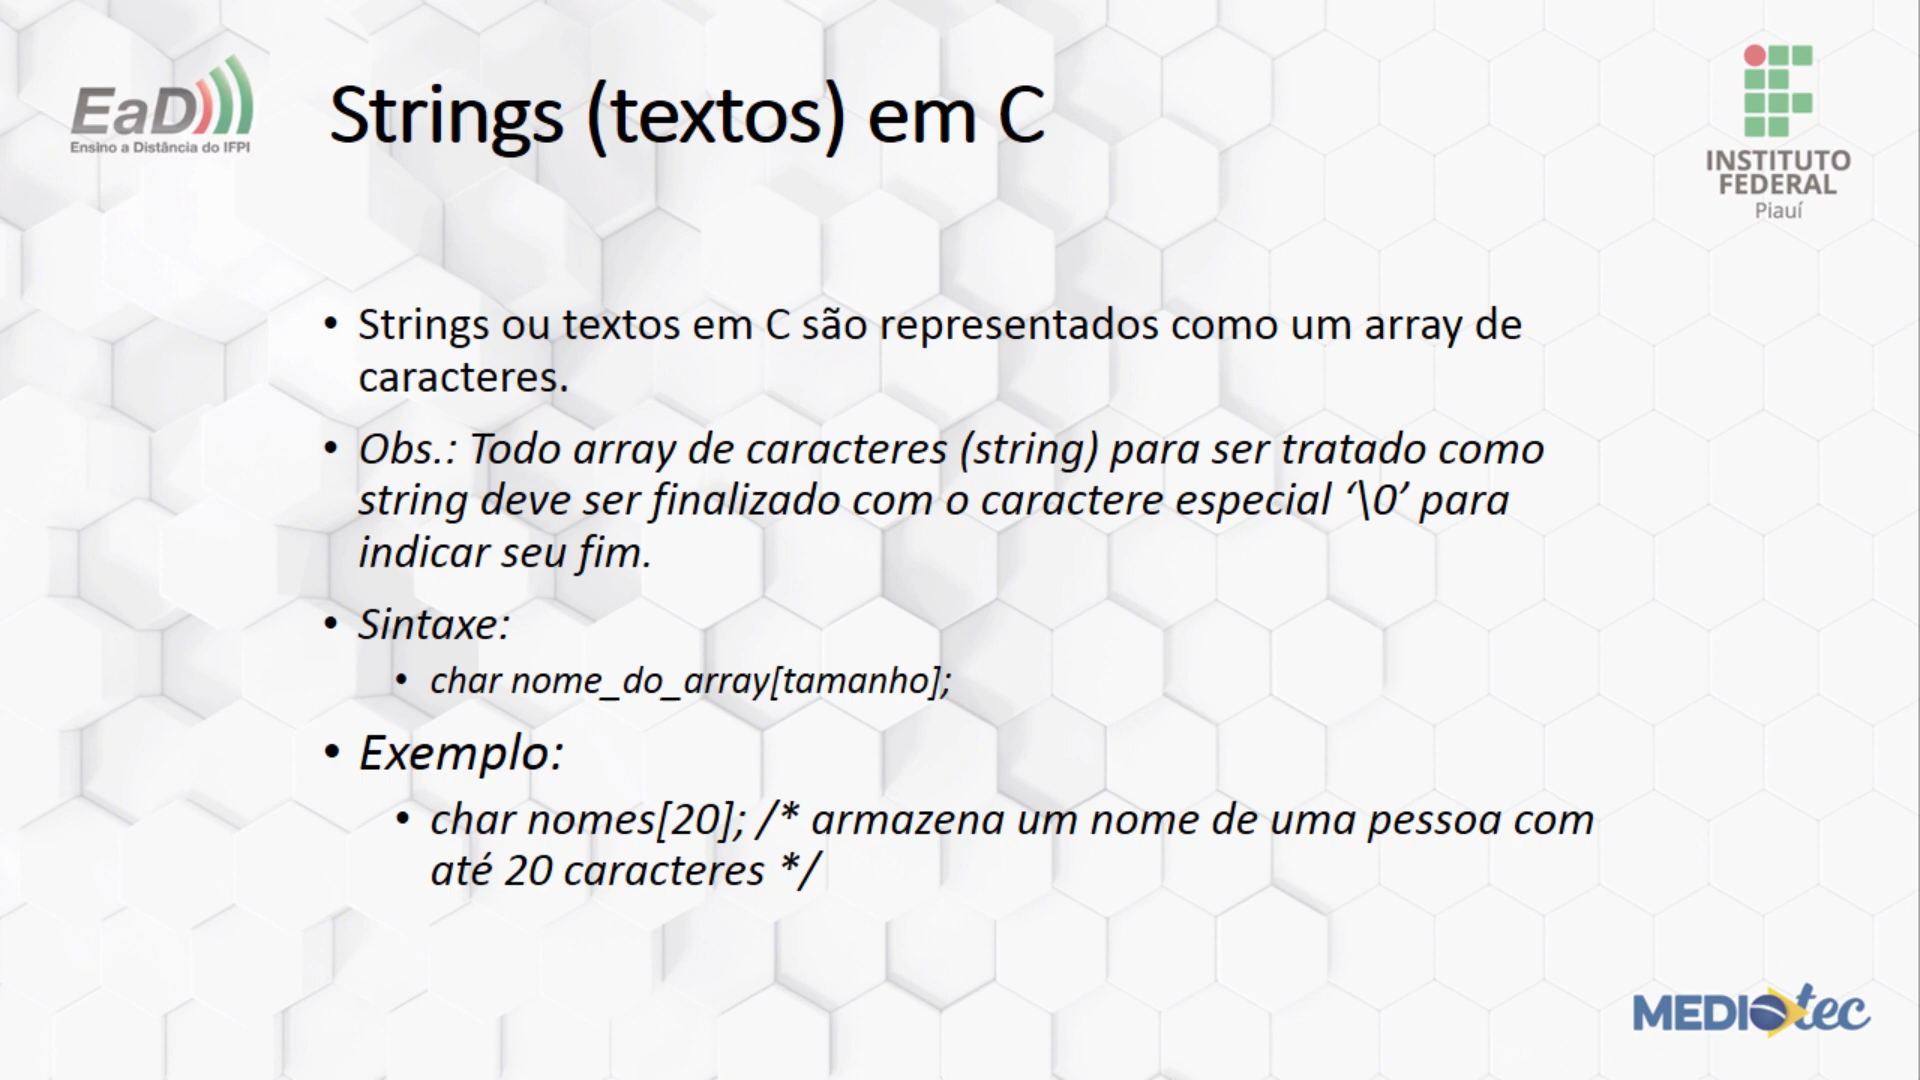 EaD
Ensino a Distância do IFPI
Strings (textos) em C
INSTITUTO
FEDERAL
Piauí
• Strings ou textos em C são representados como um array de
caracteres.
• Obs.: Todo array de caracteres (string) para ser tratado como
string deve ser finalizado com o caractere especial ‘\0’ para
indicar seu fim.
• Sintaxe:
• char nome_do_array[tamanho];
• Exemplo:
• char nomes[20]; /* armazena um nome de uma pessoa com
até 20 caracteres */
MEDIOtec